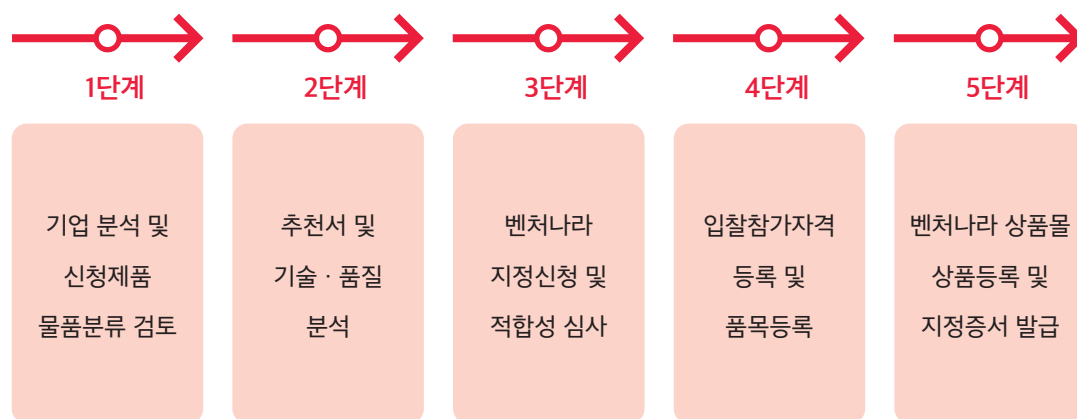 1단계
2단계
3단계
4단계
5단계
기업 분석 및
신청제품
물품분류 검토
추천서 및
기술 · 품질
분석
벤처나라
지정신청 및
적합성 심사
입찰참가자격
등록 및
품목등록
벤처나라 상품몰
상품등록 및
지정증서 발급